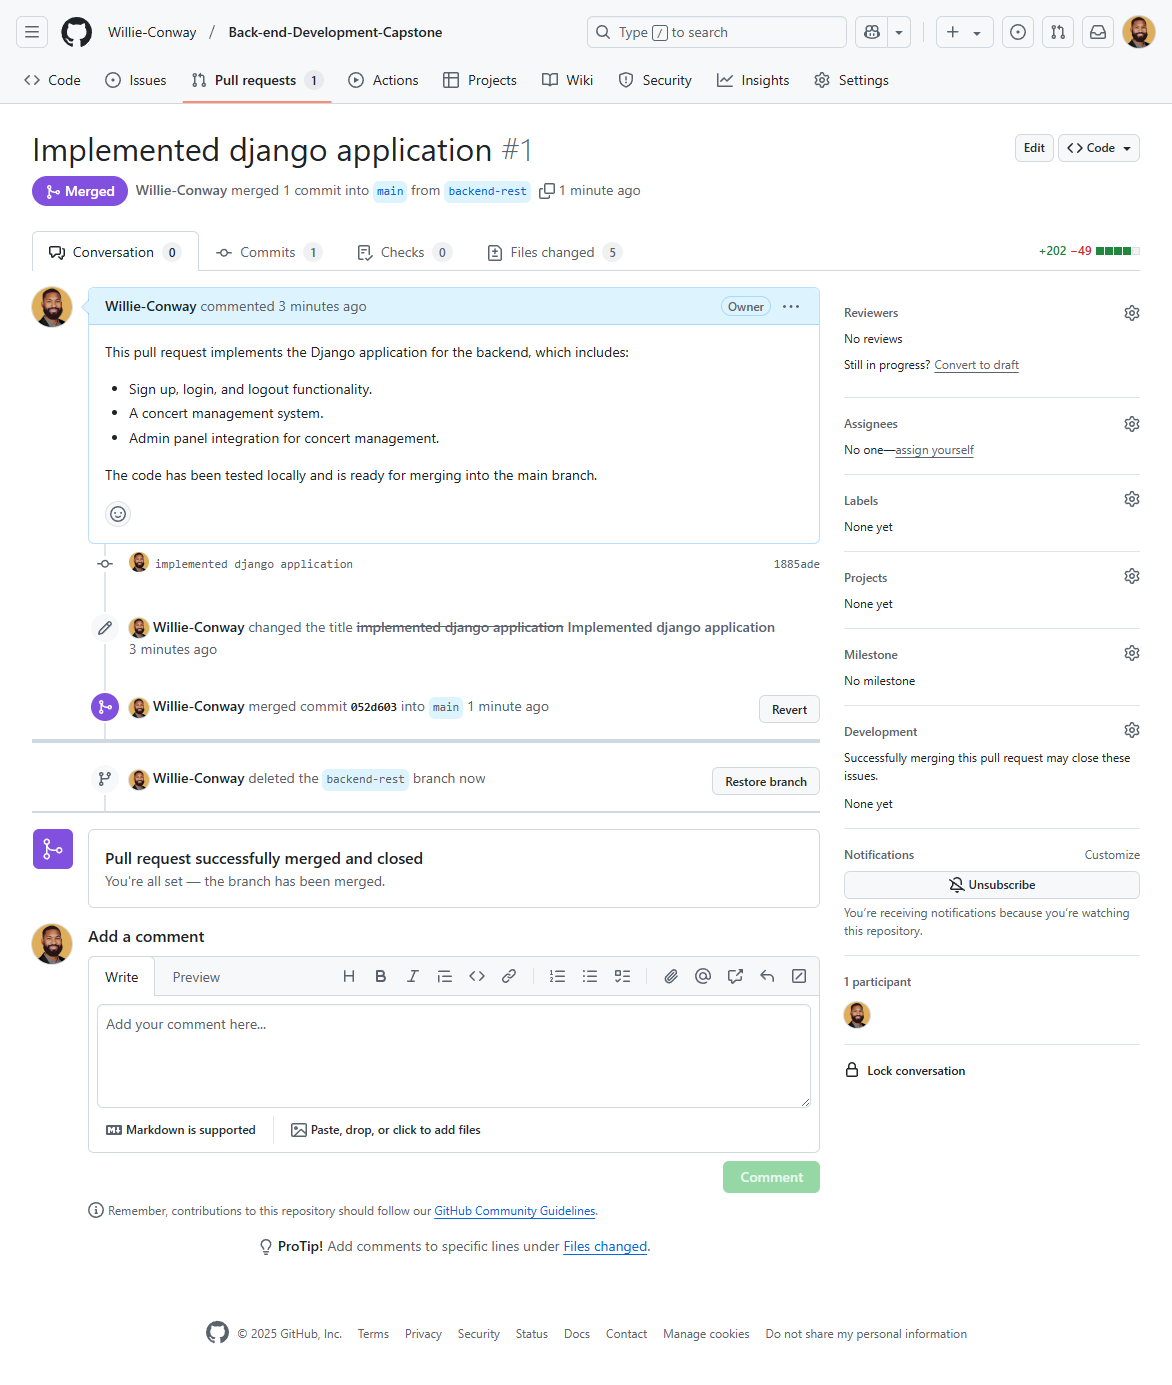 Willie-Conway / Back-end-Development-Capstone
Type / to search
Code
Issues
Pull requests 1
Actions
Projects
Wiki
Security
Insights
Settings
Implemented django application #1
Edit
<> Code
Merged
Willie-Conway merged 1 commit into main from backend-rest 1 minute ago
Conversation 0
Commits 1
Checks 0
Files changed 5
+202 −49
Willie-Conway commented 3 minutes ago
Owner
This pull request implements the Django application for the backend, which includes:
• Sign up, login, and logout functionality.
• A concert management system.
• Admin panel integration for concert management.
The code has been tested locally and is ready for merging into the main branch.
implemented django application
1885ade
Willie-Conway changed the title implemented django application Implemented django application
3 minutes ago
Willie-Conway merged commit 052d603 into main 1 minute ago
Revert
Willie-Conway deleted the backend-rest branch now
Restore branch
Pull request successfully merged and closed
You're all set — the branch has been merged.
Add a comment
Write
Preview
Add your comment here...
Markdown is supported
Paste, drop, or click to add files
Comment
Remember, contributions to this repository should follow our GitHub Community Guidelines.
ProTip! Add comments to specific lines under Files changed.
Reviewers
No reviews
Still in progress? Convert to draft
Assignees
No one—assign yourself
Labels
None yet
Projects
None yet
Milestone
No milestone
Development
Successfully merging this pull request may close these
issues.
None yet
Notifications
Customize
Unsubscribe
You're receiving notifications because you're watching
this repository.
1 participant
Lock conversation
© 2025 GitHub, Inc. Terms Privacy Security Status Docs Contact Manage cookies Do not share my personal information